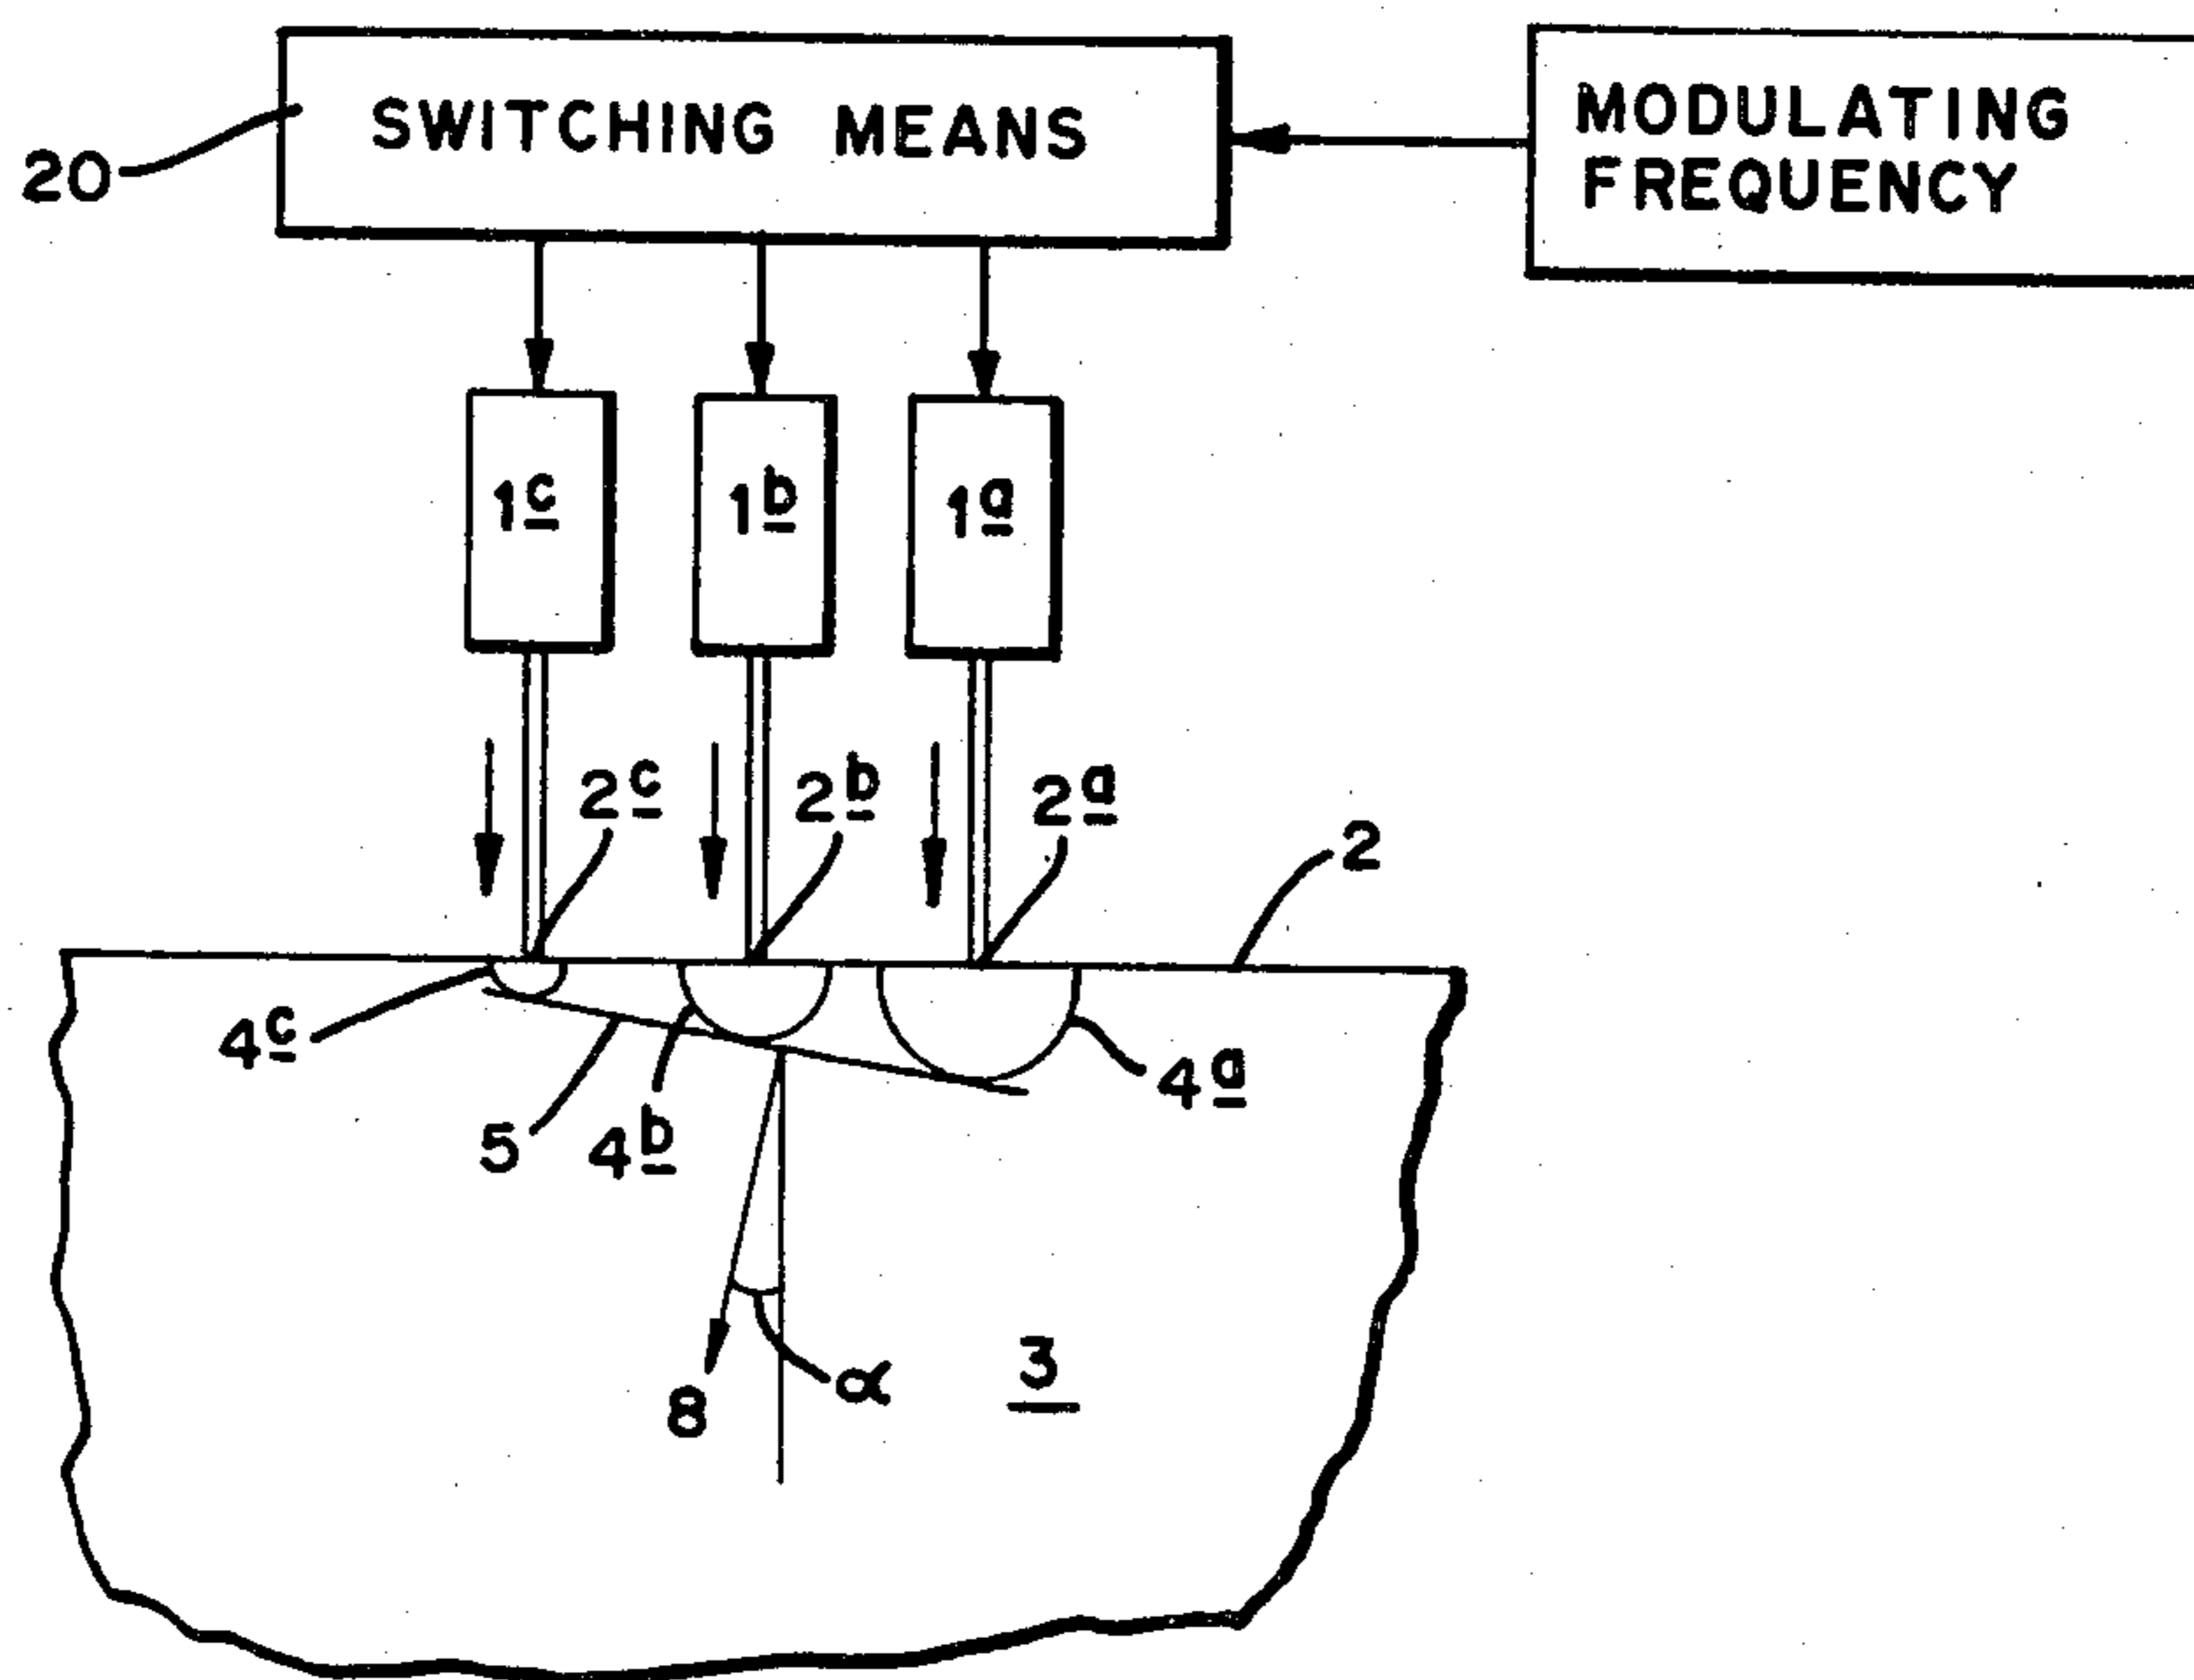 SWITCHING MEANS
MODULATING
FREQUENCY
20
1c
1b
1a
2c
2b
2a
2
4c
5
4b
4a
8
α
3